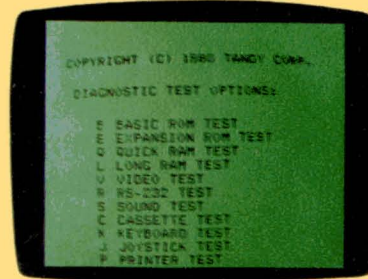 COPYRIGHT (C) 1980 TANDY CORP.
DIAGNOSTIC TEST OPTIONS:
B BASIC ROM TEST
E EXPANSION ROM TEST
Q QUICK RAM TEST
L LONG RAM TEST
V VIDEO TEST
R RS-232 TEST
S SOUND TEST
C CASSETTE TEST
K KEYBOARD TEST
J JOYSTICK TEST
P PRINTER TEST